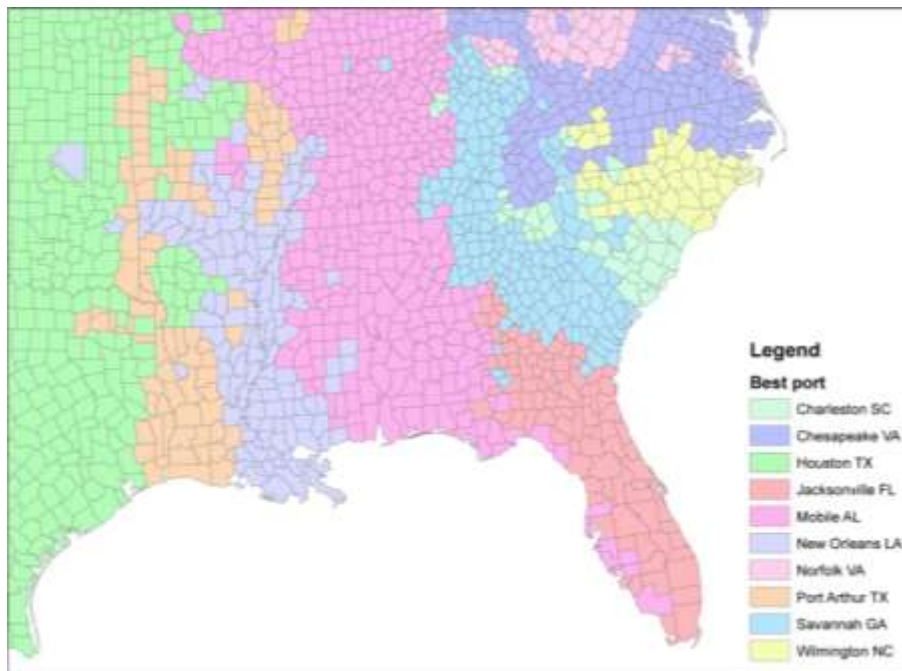 Legend
Best port
Charleston SC
Chesapeake VA
Houston TX
Jacksonville FL
Mobile AL
New Orleans LA
Norfolk VA
Port Arthur TX
Savannah GA
Wilmington NC